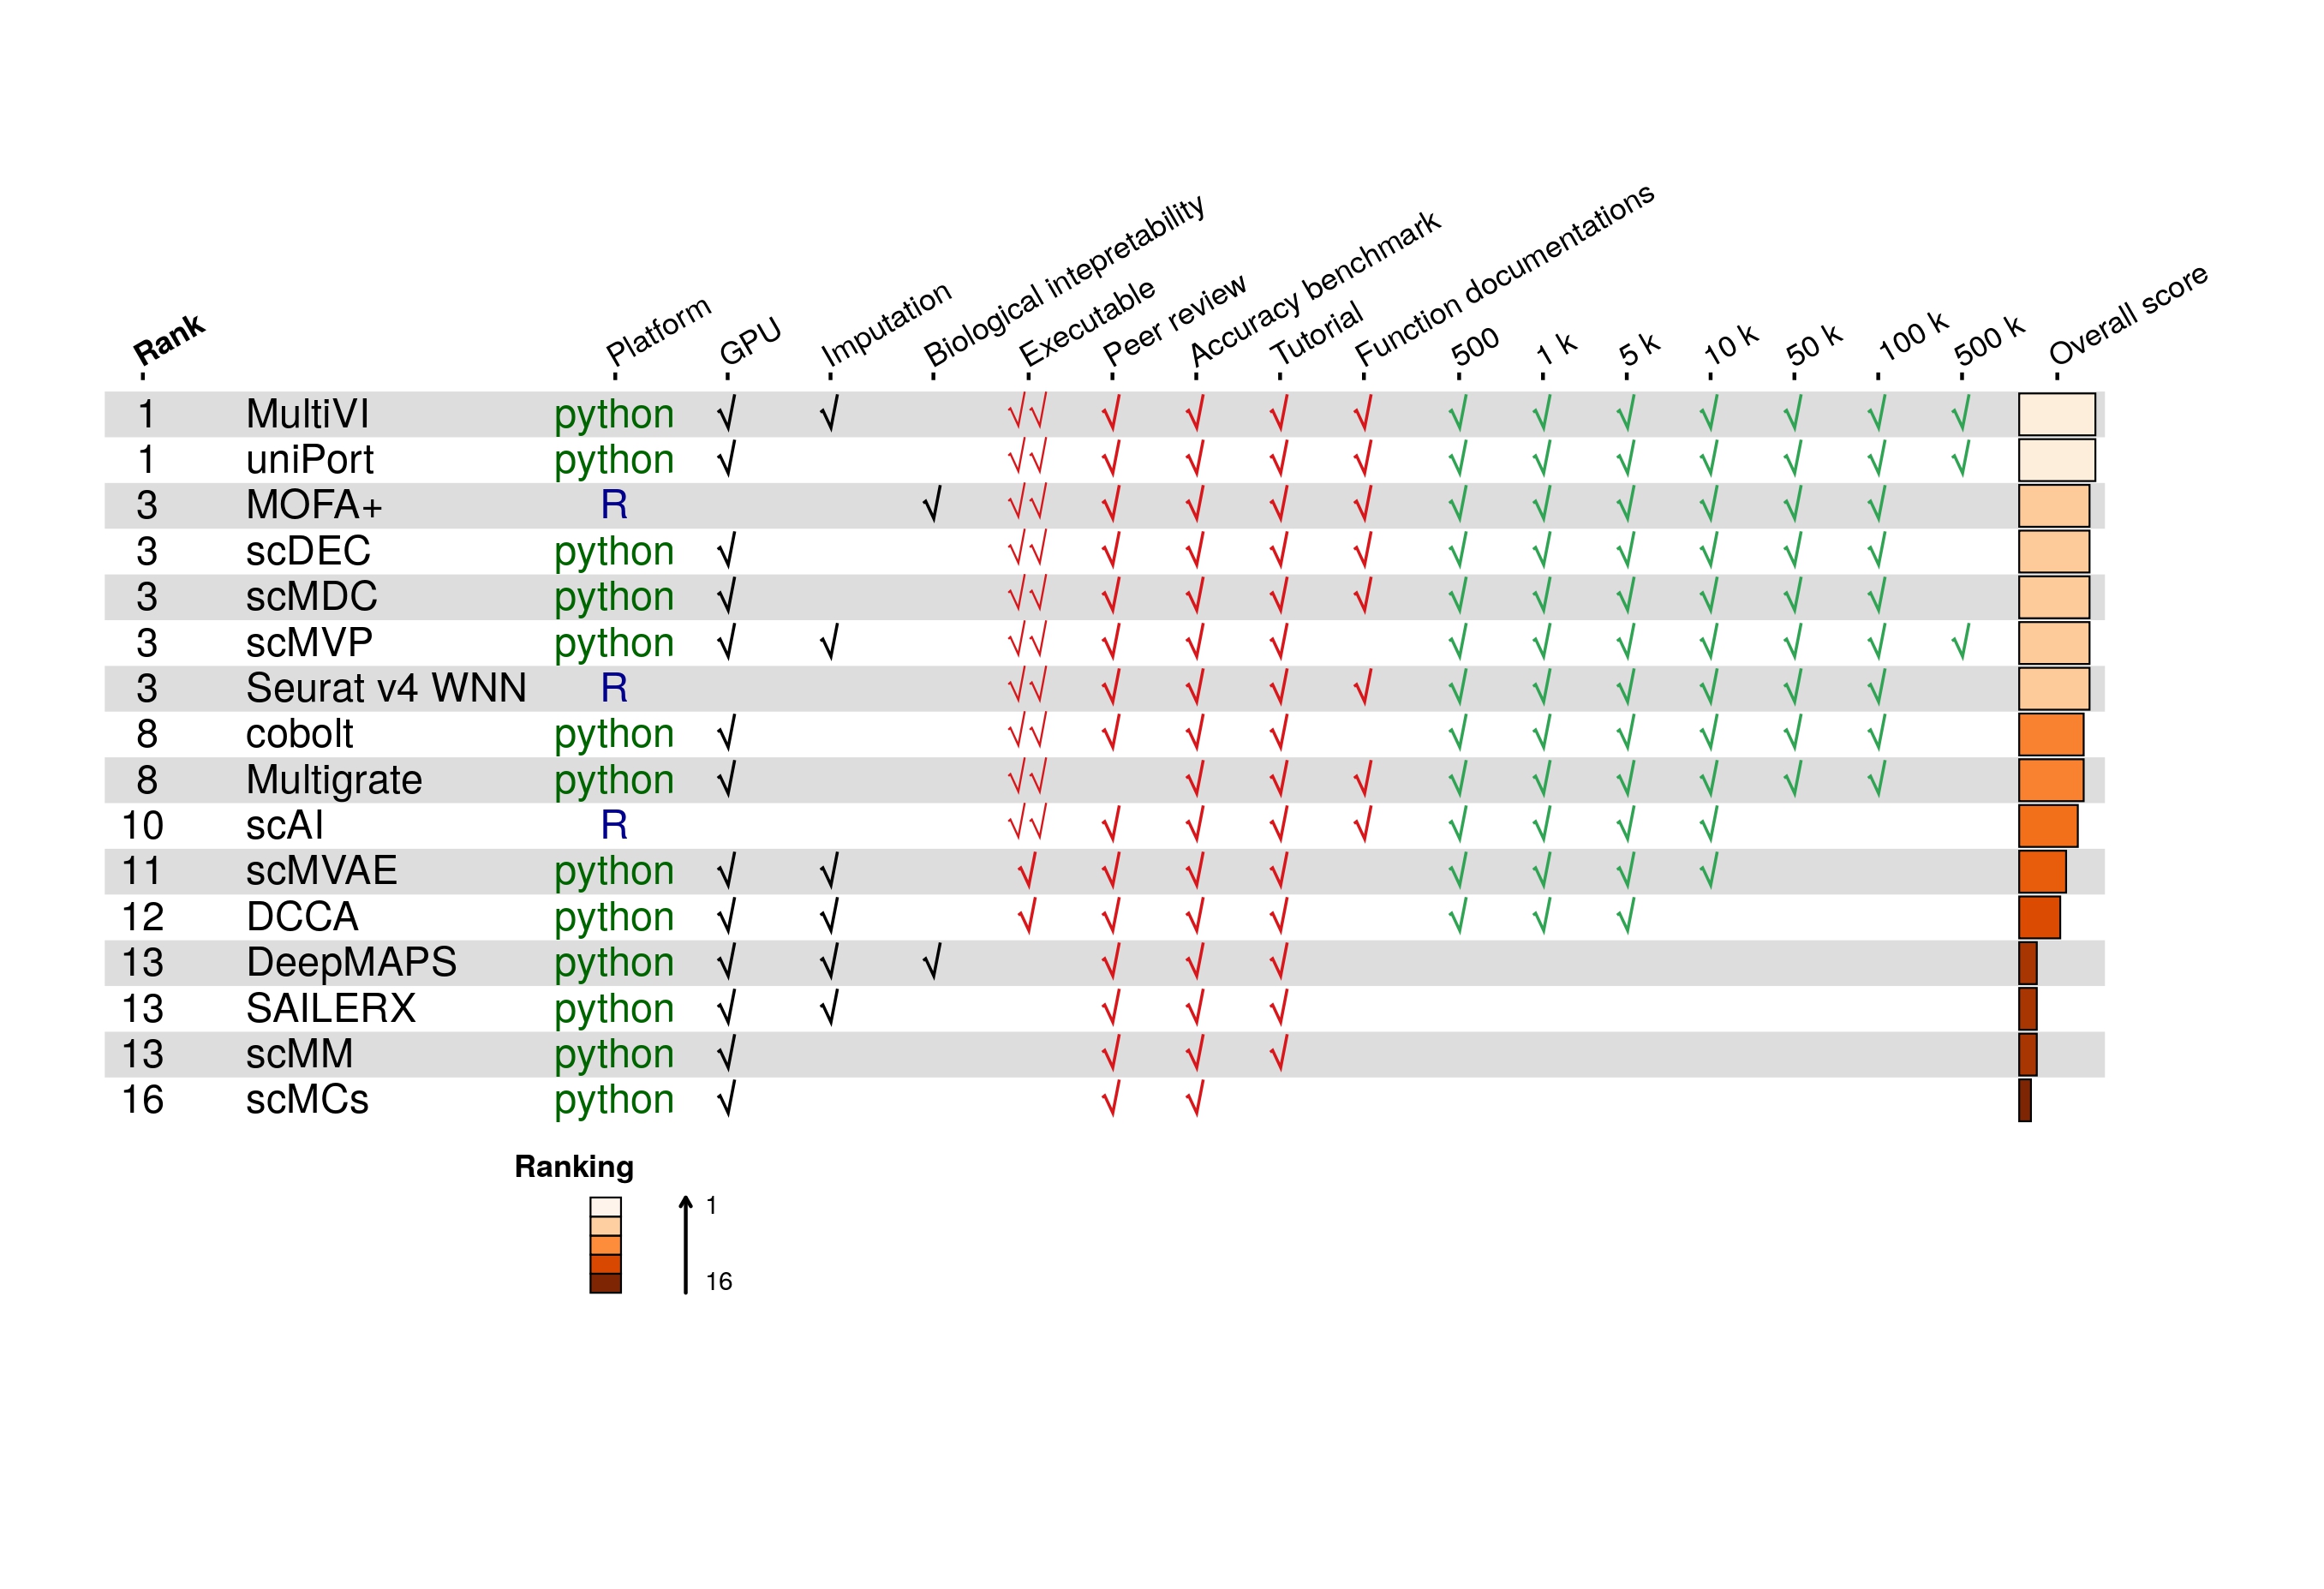 Rank Platform GPU Imputation Biological intepretability Executable Peer review Accuracy benchmark Tutorial Function documentations 500 1 k 5 k 10 k 50 k 100 k 500 k Overall score
1 MultiVI python √ √ √√ √ √ √ √ √ √ √ √ √ √ √
1 uniPort python √ √√ √ √ √ √ √ √ √ √ √ √ √
3 MOFA+ R √ √√ √ √ √ √ √ √ √ √ √ √
3 scDEC python √ √√ √ √ √ √ √ √ √ √ √ √
3 scMDC python √ √√ √ √ √ √ √ √ √ √ √ √
3 scMVP python √ √ √√ √ √ √ √ √ √ √ √ √ √
3 Seurat v4 WNN R √√ √ √ √ √ √ √ √ √ √ √
8 cobolt python √ √√ √ √ √ √ √ √ √ √ √
8 Multigrate python √ √√ √ √ √ √ √ √ √ √ √
10 scAI R √√ √ √ √ √ √ √ √ √
11 scMVAE python √ √ √ √ √ √ √ √ √ √
12 DCCA python √ √ √ √ √ √ √ √ √
13 DeepMAPS python √ √ √ √ √ √
13 SAILERX python √ √ √ √ √
13 scMM python √ √ √ √
16 scMCs python √ √ √
Ranking
1
16